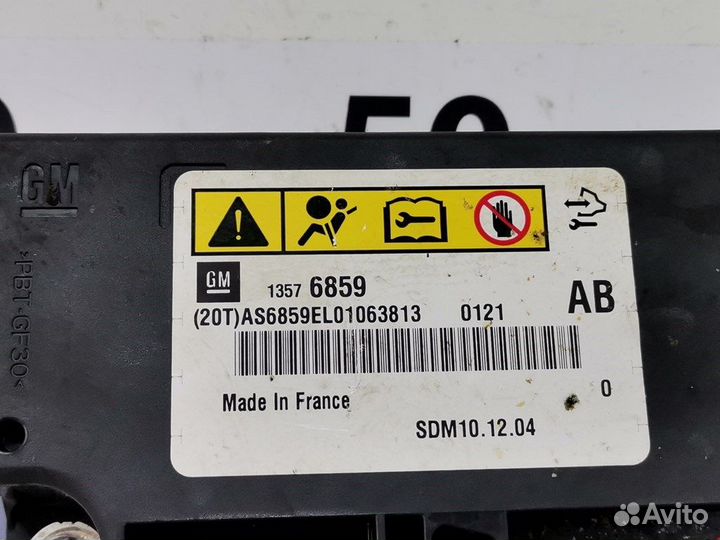 GM
GM
1357 6859
AB
(20T)AS6859EL01063813 0121
Made In France
0
SDM10.12.04
>PBT-GF30<
Avito